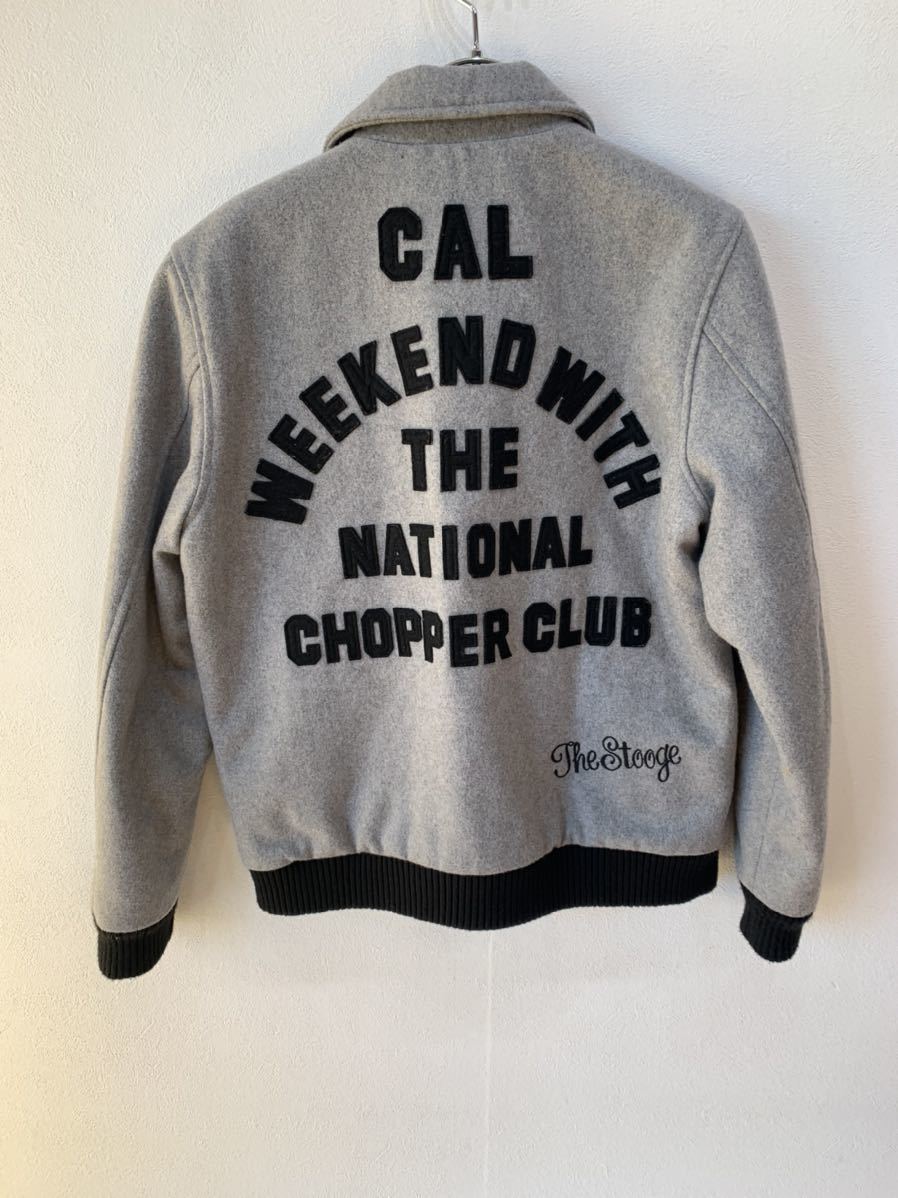 CAL
WEEKEND WITH
THE
NATIONAL
CHOPPER CLUB
The Stooge